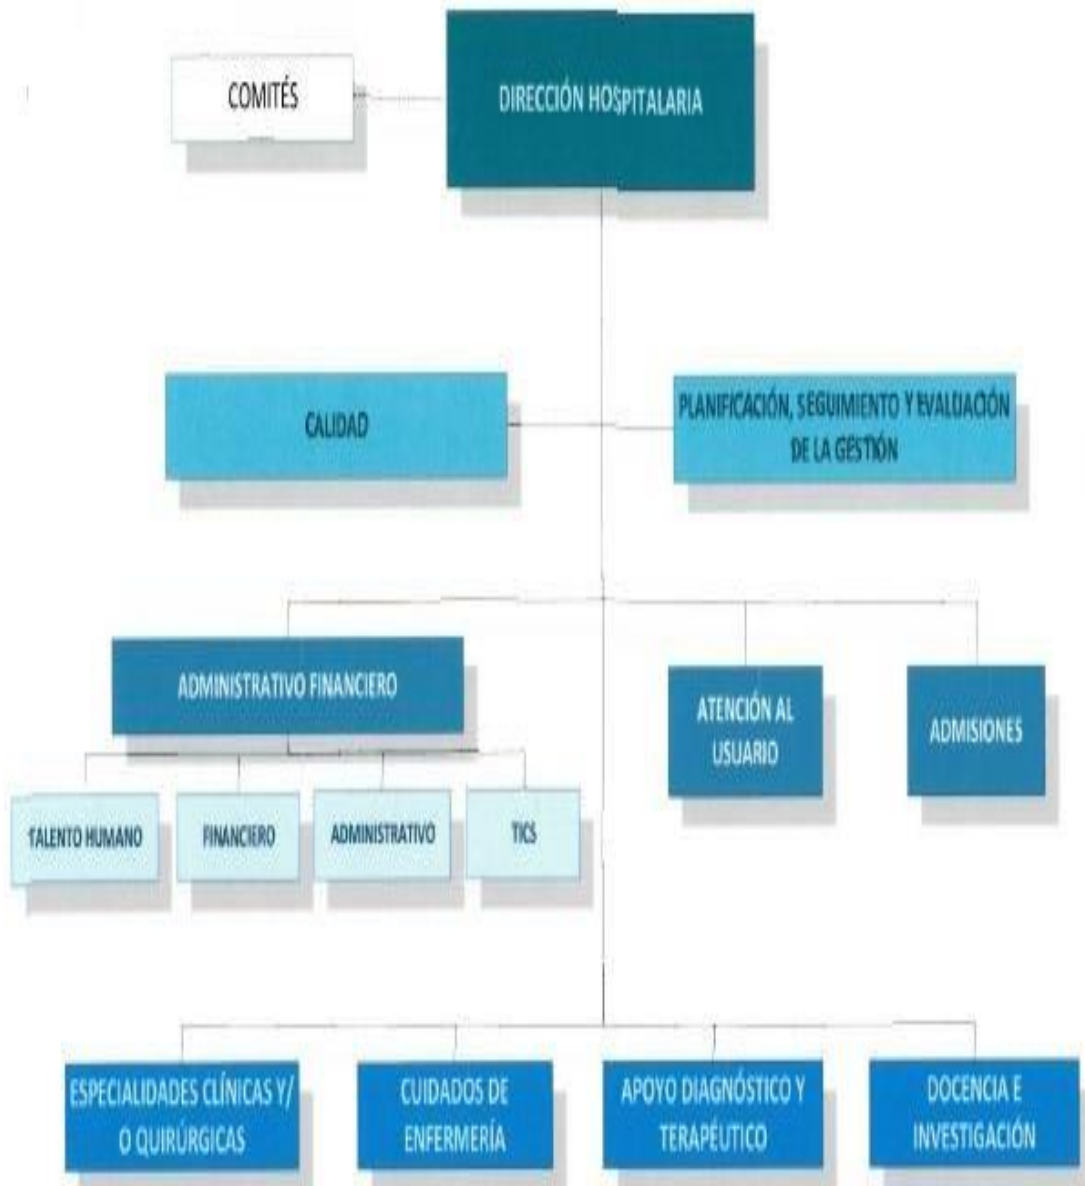 COMITÉS
DIRECCIÓN HOSPITALARIA
CALIDAD
PLANIFICACIÓN, SEGUIMIENTO Y EVALUACIÓN
DE LA GESTIÓN
ADMINISTRATIVO FINANCIERO
ATENCIÓN AL
USUARIO
ADMISIONES
TALENTO HUMANO
FINANCIERO
ADMINISTRATIVO
TICS
ESPECIALIDADES CLÍNICAS Y/
O QUIRÚRGICAS
CUIDADOS DE
ENFERMERÍA
APOYO DIAGNÓSTICO Y
TERAPÉUTICO
DOCENCIA E
INVESTIGACIÓN